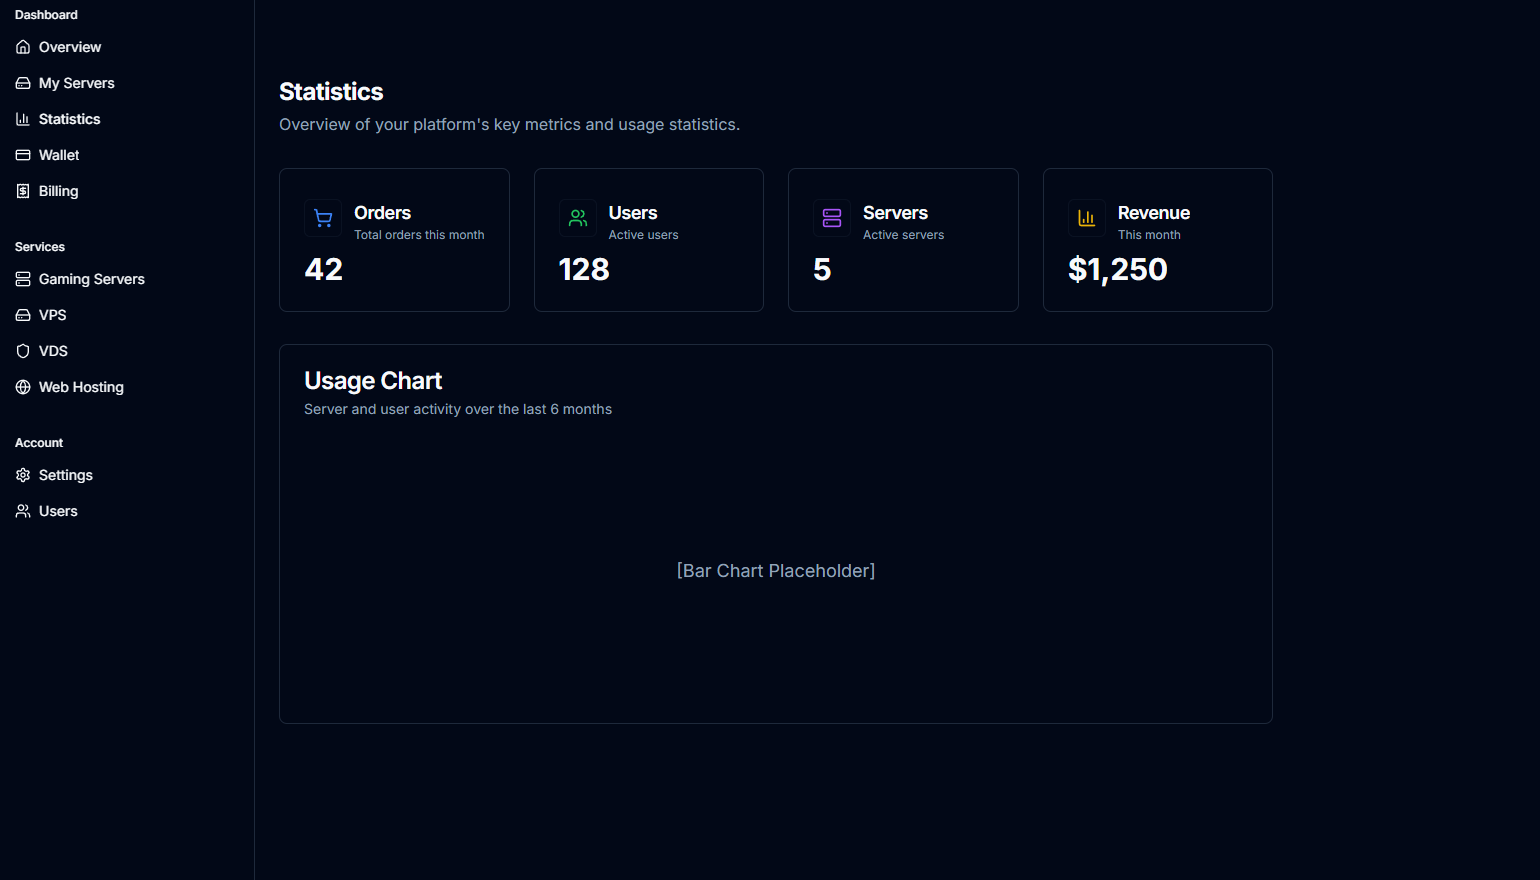 Dashboard
Overview
My Servers
Statistics
Wallet
Billing
Services
Gaming Servers
VPS
VDS
Web Hosting
Account
Settings
Users
Statistics
Overview of your platform's key metrics and usage statistics.
Orders
Total orders this month
42
Users
Active users
128
Servers
Active servers
5
Revenue
This month
$1,250
Usage Chart
Server and user activity over the last 6 months
[Bar Chart Placeholder]